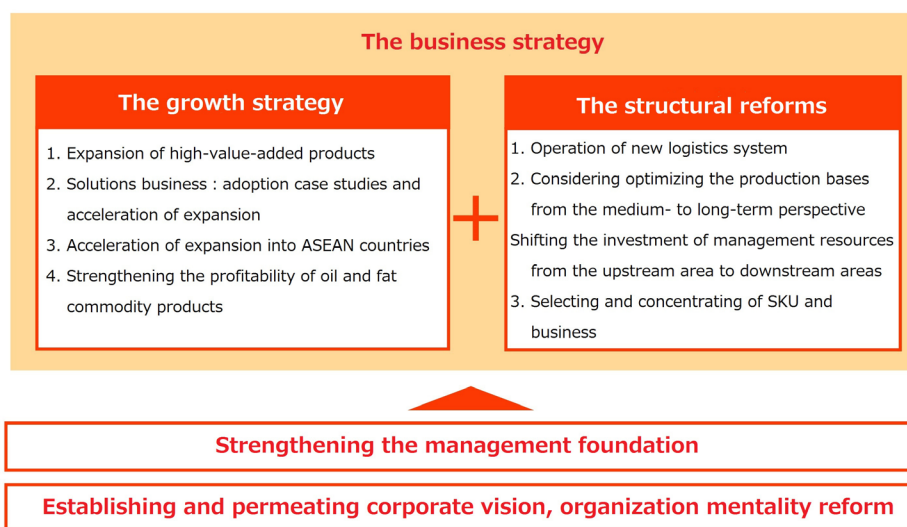 The business strategy
The growth strategy
1. Expansion of high-value-added products
2. Solutions business : adoption case studies and
acceleration of expansion
3. Acceleration of expansion into ASEAN countries
4. Strengthening the profitability of oil and fat
commodity products
+
The structural reforms
1. Operation of new logistics system
2. Considering optimizing the production bases
from the medium- to long-term perspective
Shifting the investment of management resources
from the upstream area to downstream areas
3. Selecting and concentrating of SKU and
business
Strengthening the management foundation
Establishing and permeating corporate vision, organization mentality reform